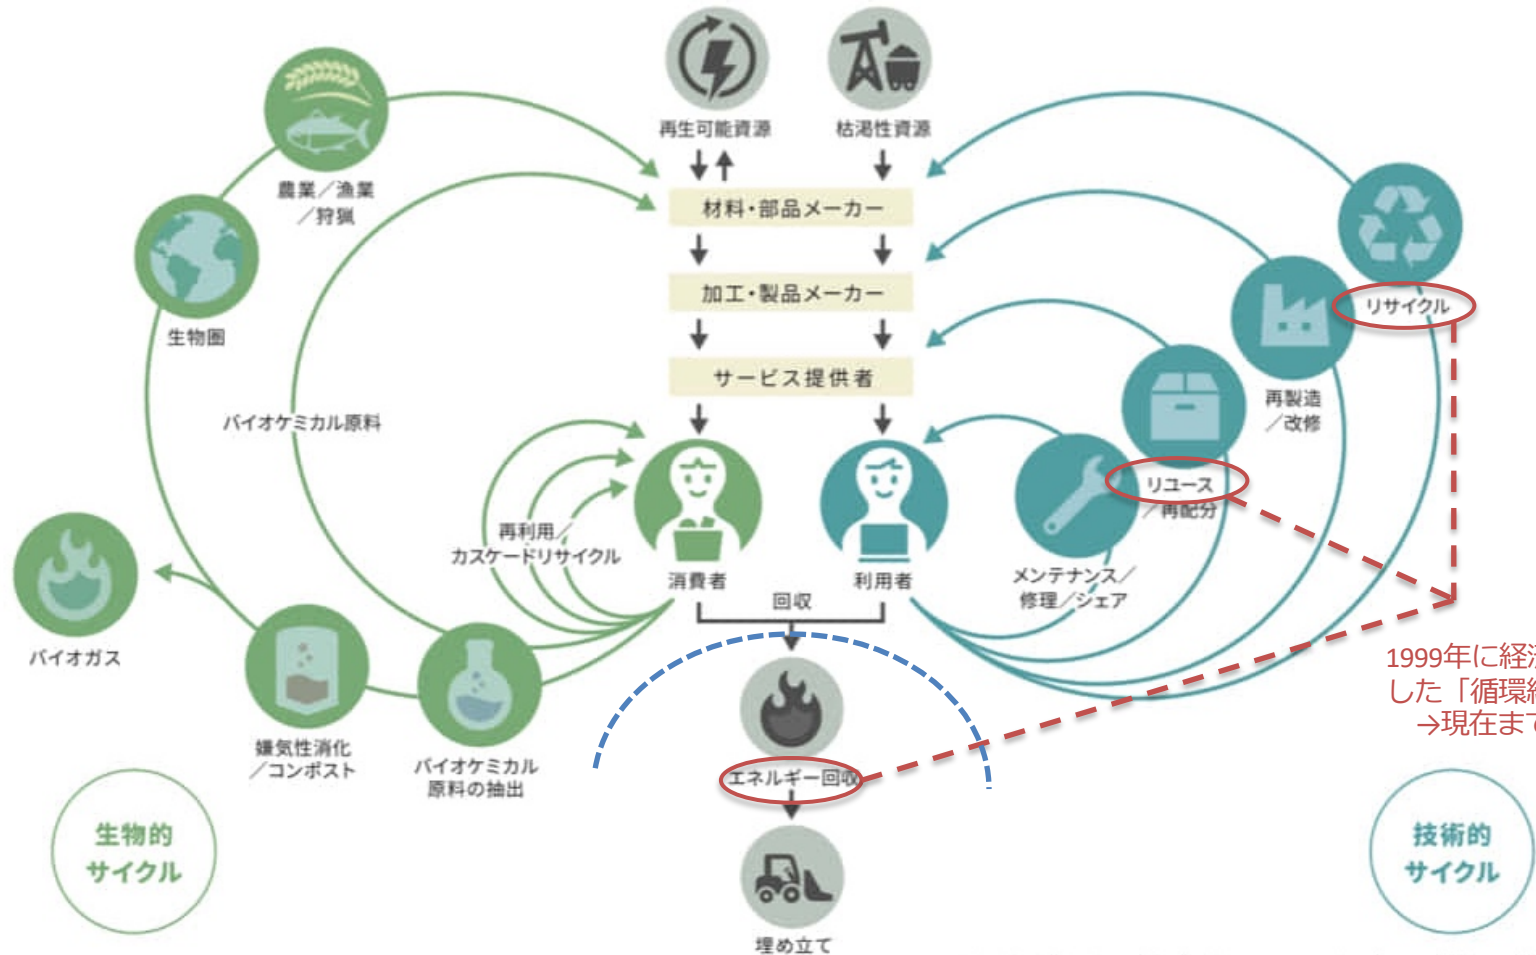 再生可能資源
枯渇性資源
農業／漁業
／狩猟
材料・部品メーカー
生物圏
加工・製品メーカー
リサイクル
サービス提供者
再製造
／改修
バイオケミカル原料
リユース
／再配分
再利用／
カスケードリサイクル
消費者
利用者
メンテナンス／
修理／シェア
回収
バイオガス
1999年に経済
した「循環経
→現在まで
嫌気性消化
／コンポスト
バイオケミカル
原料の抽出
エネルギー回収
生物的
サイクル
技術的
サイクル
埋め立て